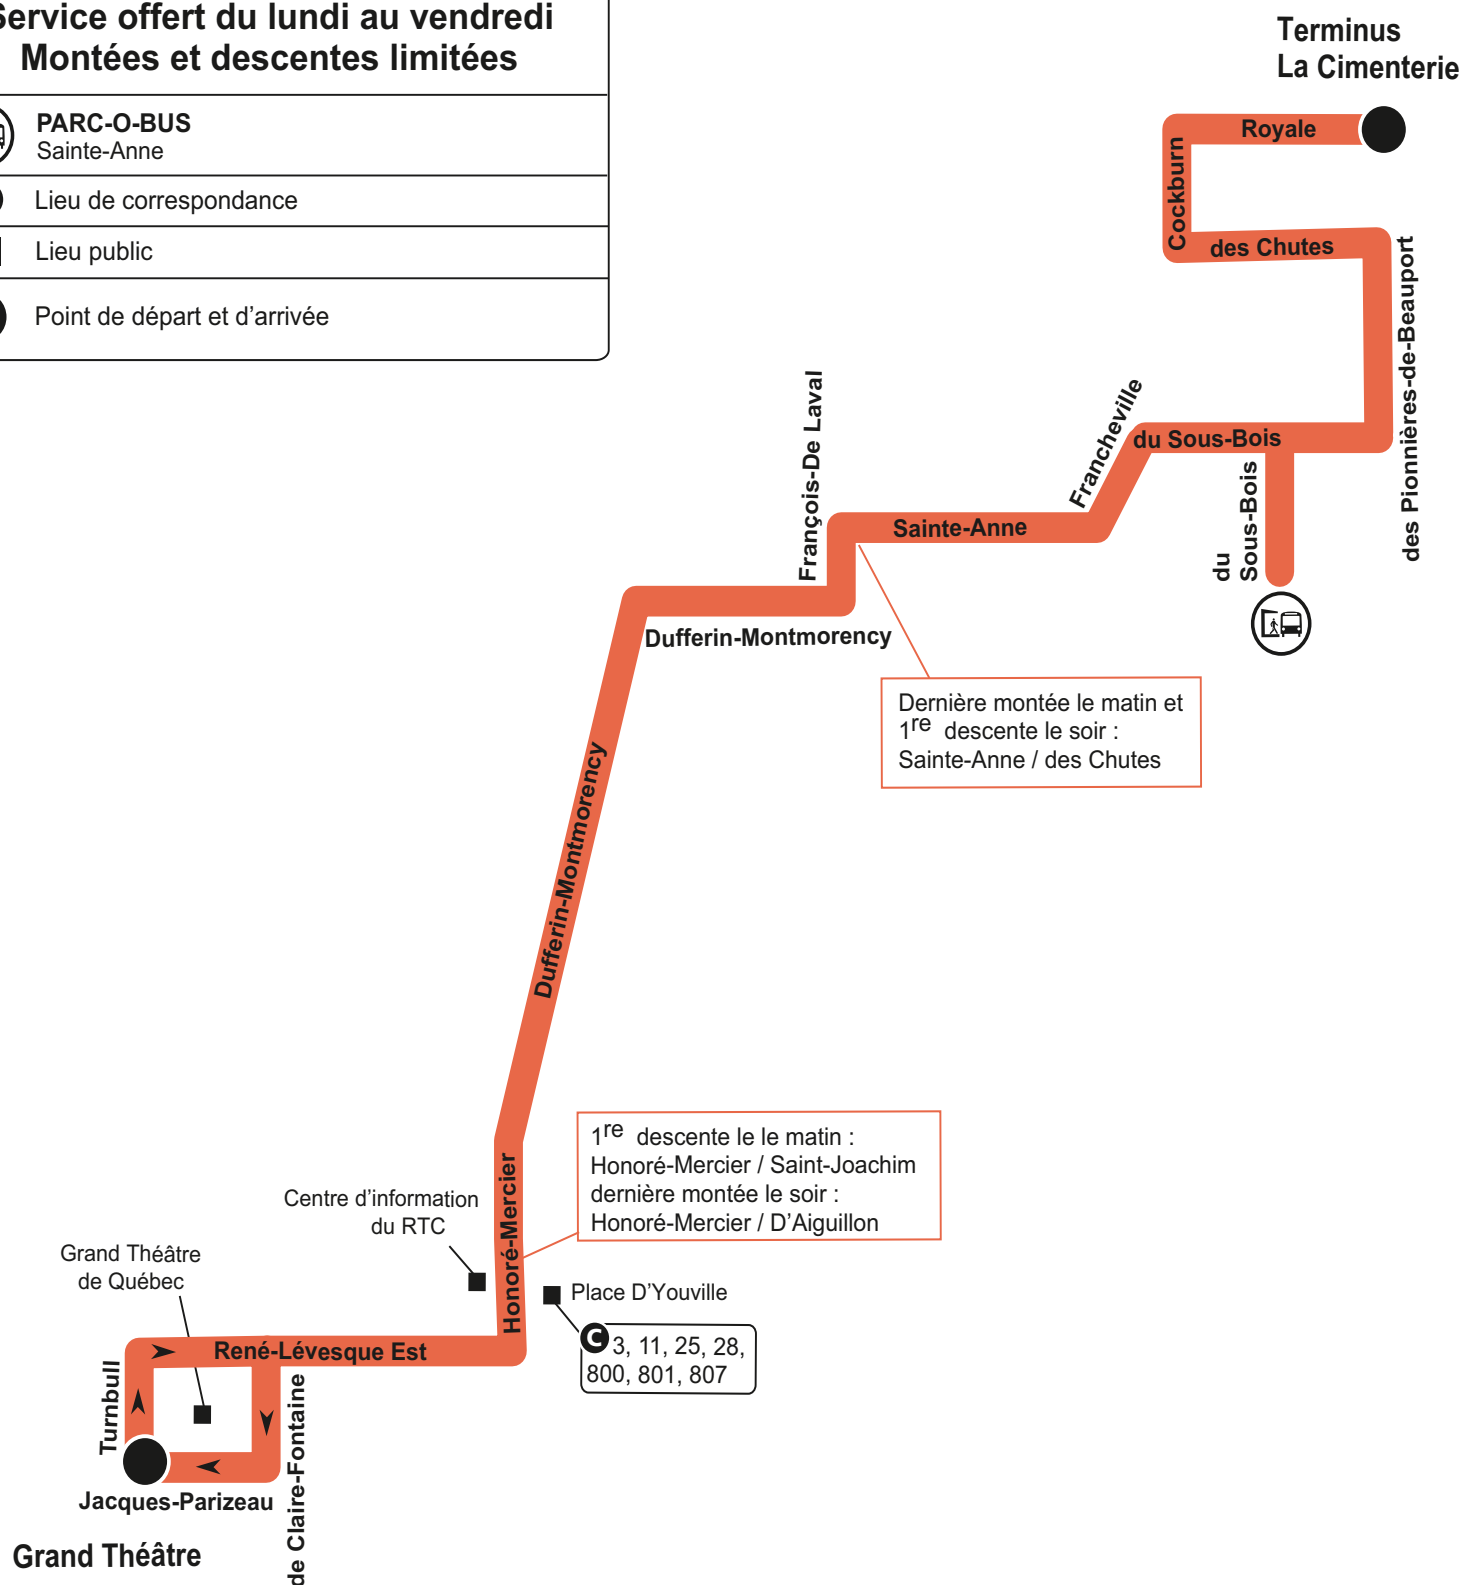 Service offert du lundi au vendredi
Montées et descentes limitées
PARC-O-BUS
Sainte-Anne
Lieu de correspondance
Lieu public
Point de départ et d'arrivée
Terminus
La Cimenterie
Royale
Cockburn
des Chutes
des Pionnières-de-Beauport
du Sous-Bois
du
Sous-Bois
Francheville
Sainte-Anne
François-De Laval
Dufferin-Montmorency
Dernière montée le matin et
1re descente le soir :
Sainte-Anne / des Chutes
Dufferin-Montmorency
1re descente le le matin :
Honoré-Mercier / Saint-Joachim
dernière montée le soir :
Honoré-Mercier / D'Aiguillon
Honoré-Mercier
Centre d'information
du RTC
Place D'Youville
C 3, 11, 25, 28,
800, 801, 807
Grand Théâtre
de Québec
René-Lévesque Est
Turnbull
de Claire-Fontaine
Jacques-Parizeau
Grand Théâtre